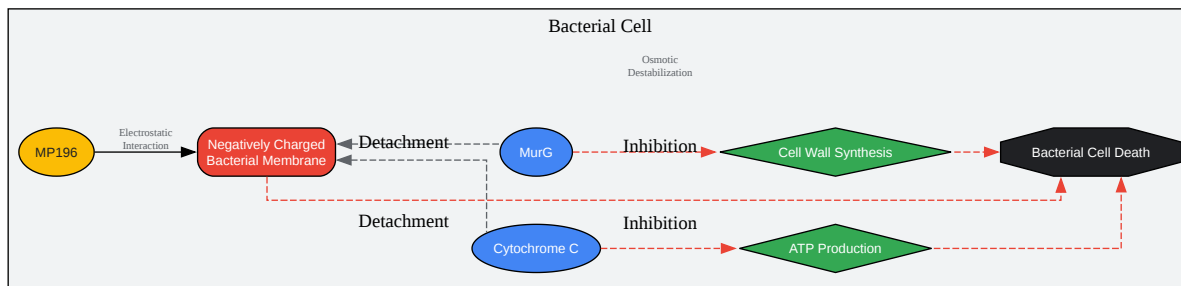 Bacterial Cell
Osmotic
Destabilization
MP196
Electrostatic
Interaction
Negatively Charged
Bacterial Membrane
Detachment
MurG
Inhibition
Cell Wall Synthesis
Bacterial Cell Death
Detachment
Cytochrome C
Inhibition
ATP Production